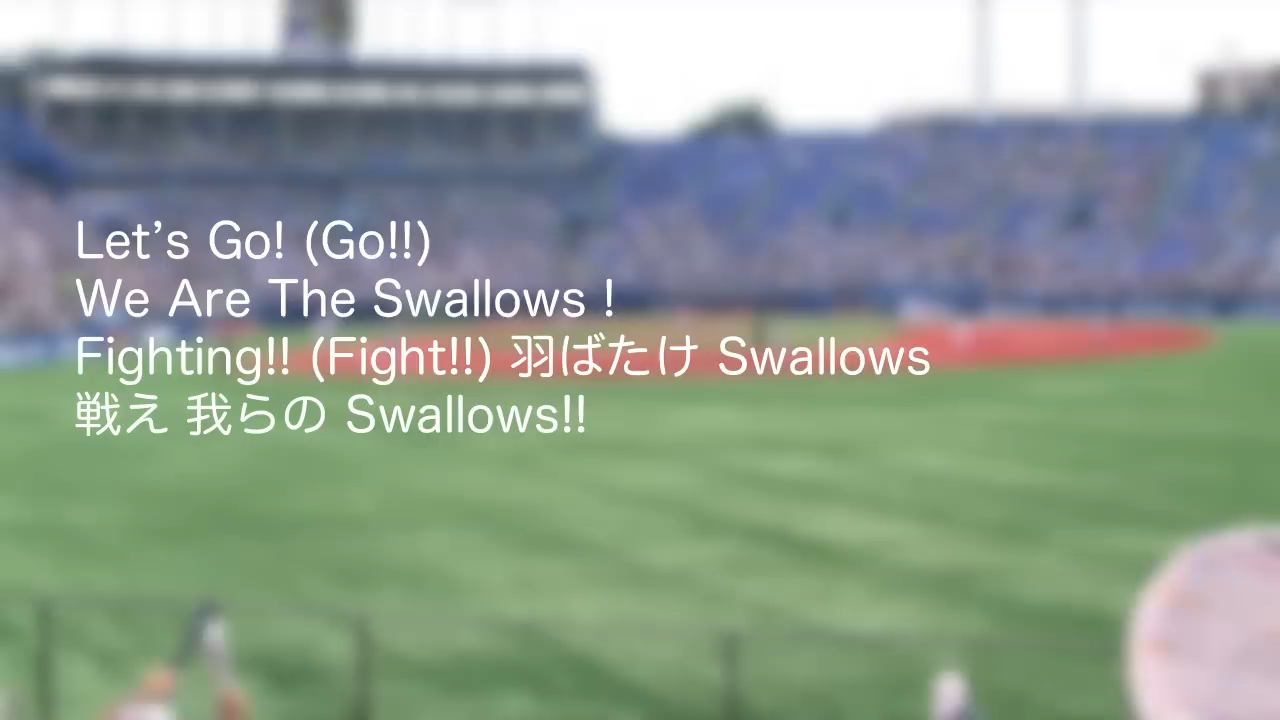 Let’s Go! (Go!!)
We Are The Swallows !
Fighting!! (Fight!!) 羽ばたけ Swallows
戦え 我らの Swallows!!